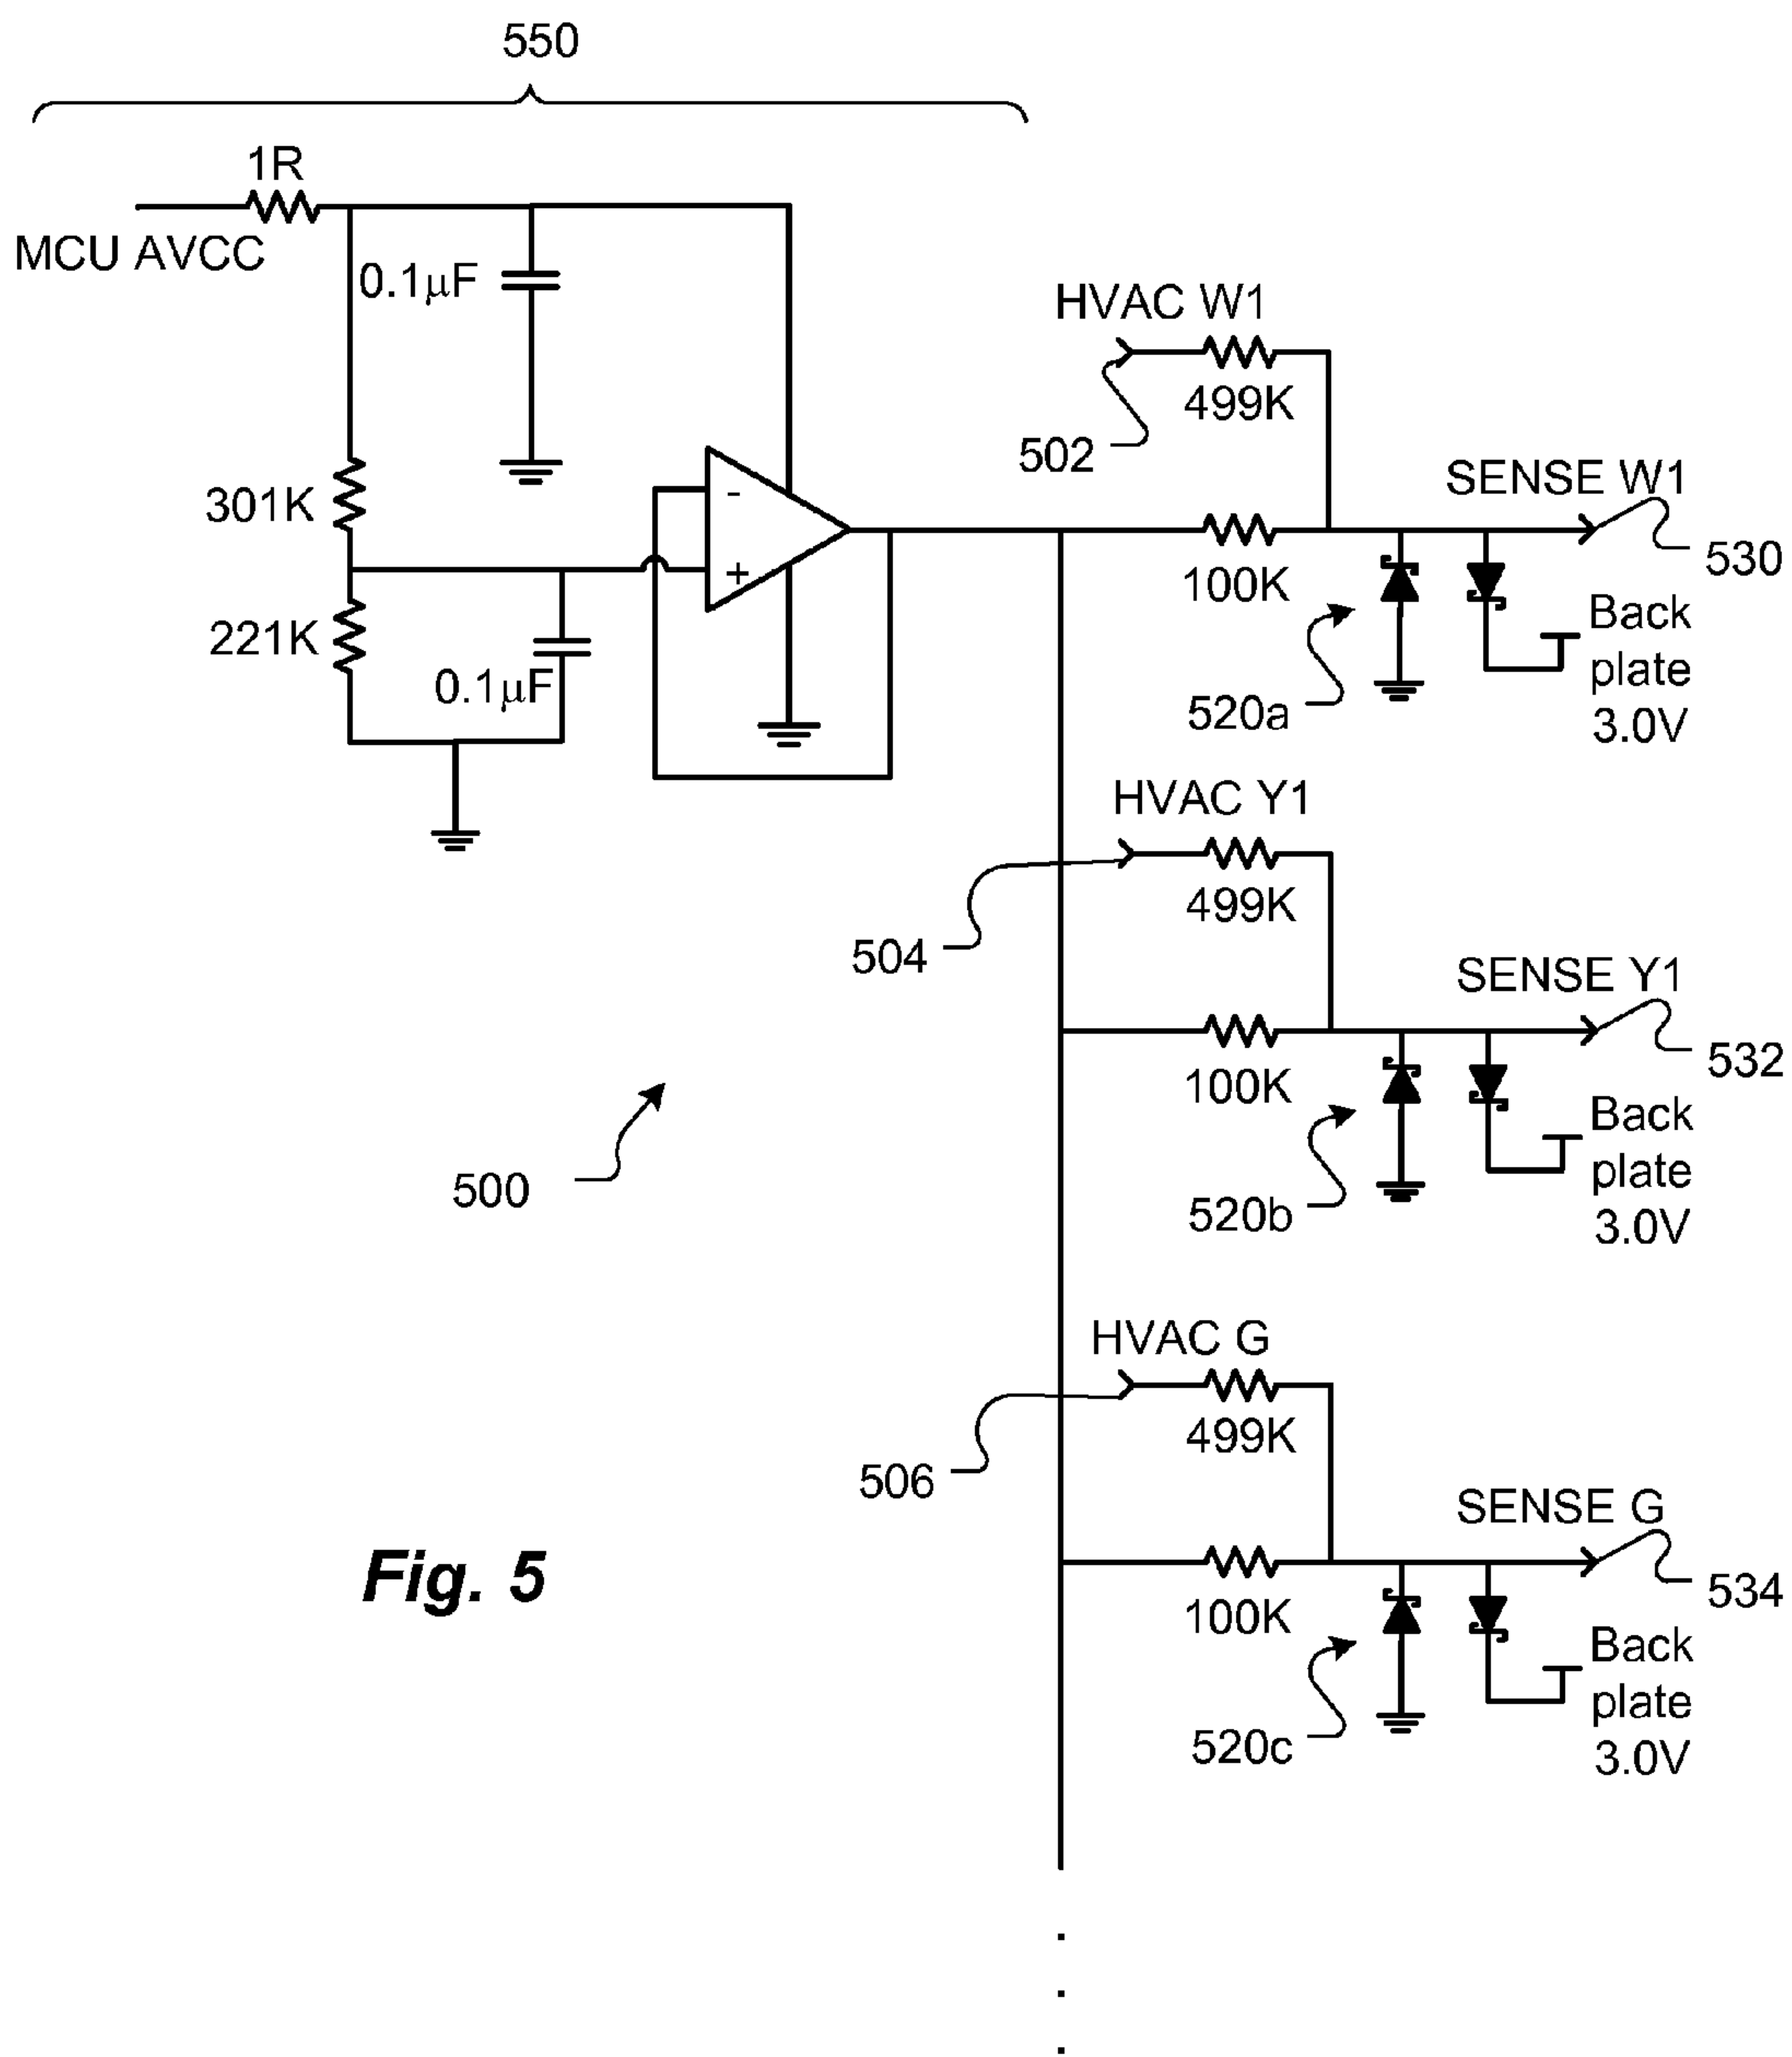 550
1R
MCU AVCC
0.1µF
HVAC W1
499K
502
SENSE W1
301K
-
530
+
100K
221K
0.1µF
Back
plate
3.0V
520a
HVAC Y1
499K
504
SENSE Y1
532
100K
Back
plate
3.0V
500
520b
HVAC G
499K
506
SENSE G
Fig. 5
534
100K
Back
plate
3.0V
520c